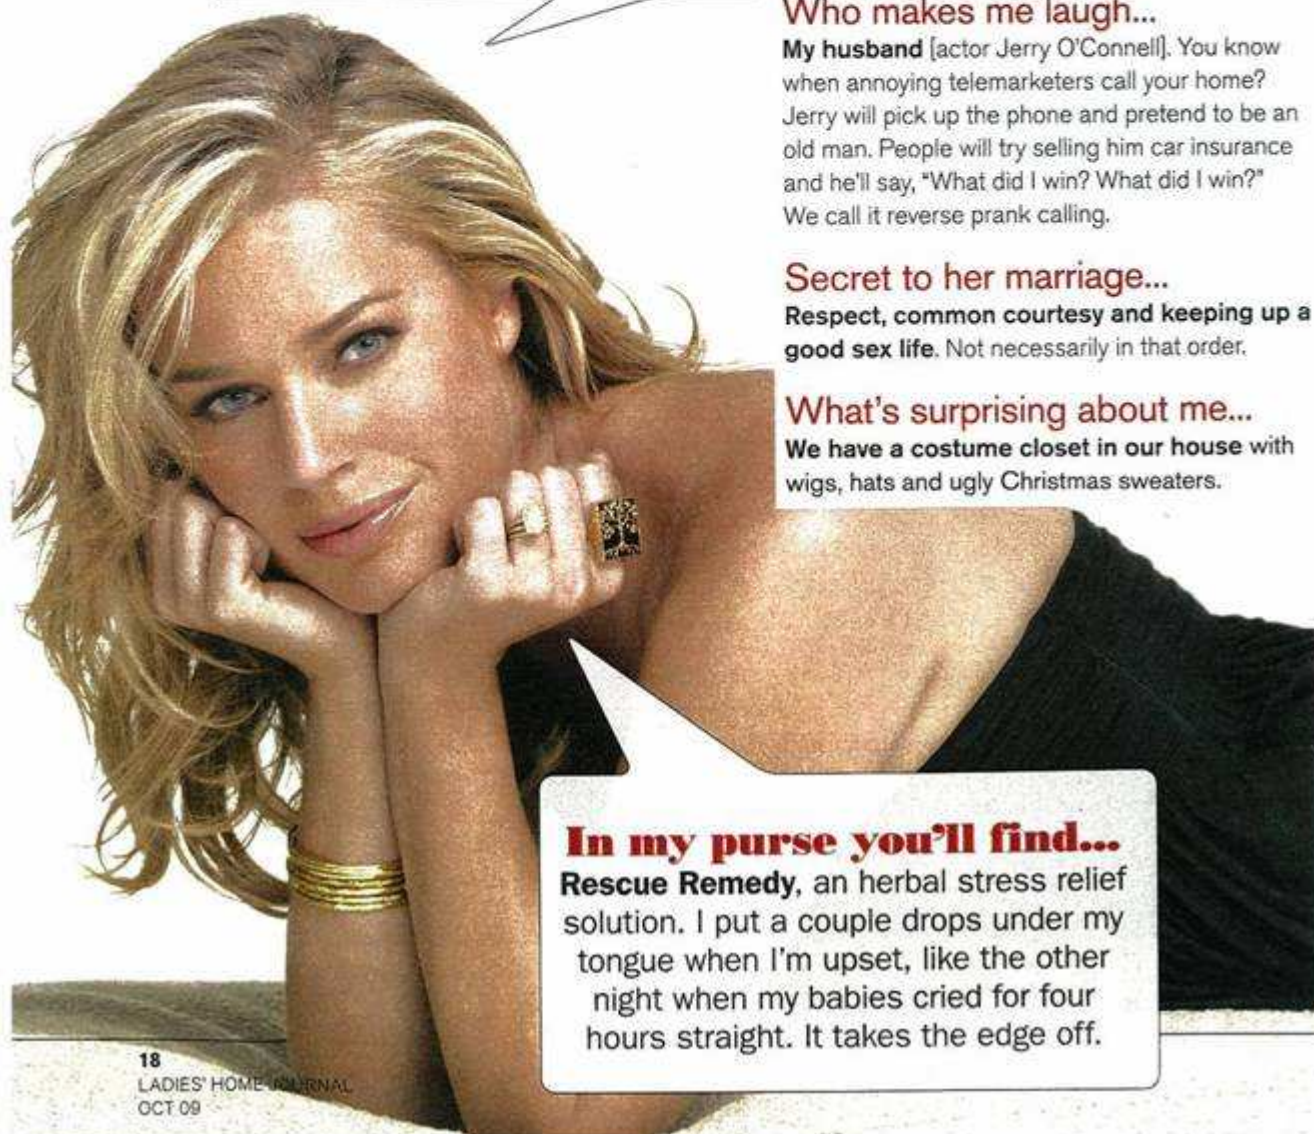 Who makes me laugh...
My husband [actor Jerry O'Connell]. You know
when annoying telemarketers call your home?
Jerry will pick up the phone and pretend to be an
old man. People will try selling him car insurance
and he'll say, "What did I win? What did I win?"
We call it reverse prank calling.
Secret to her marriage...
Respect, common courtesy and keeping up a
good sex life. Not necessarily in that order.
What's surprising about me...
We have a costume closet in our house with
wigs, hats and ugly Christmas sweaters.
In my purse you'll find...
Rescue Remedy, an herbal stress relief
solution. I put a couple drops under my
tongue when I'm upset, like the other
night when my babies cried for four
hours straight. It takes the edge off.
18
LADIES' HOME JOURNAL
OCT 09